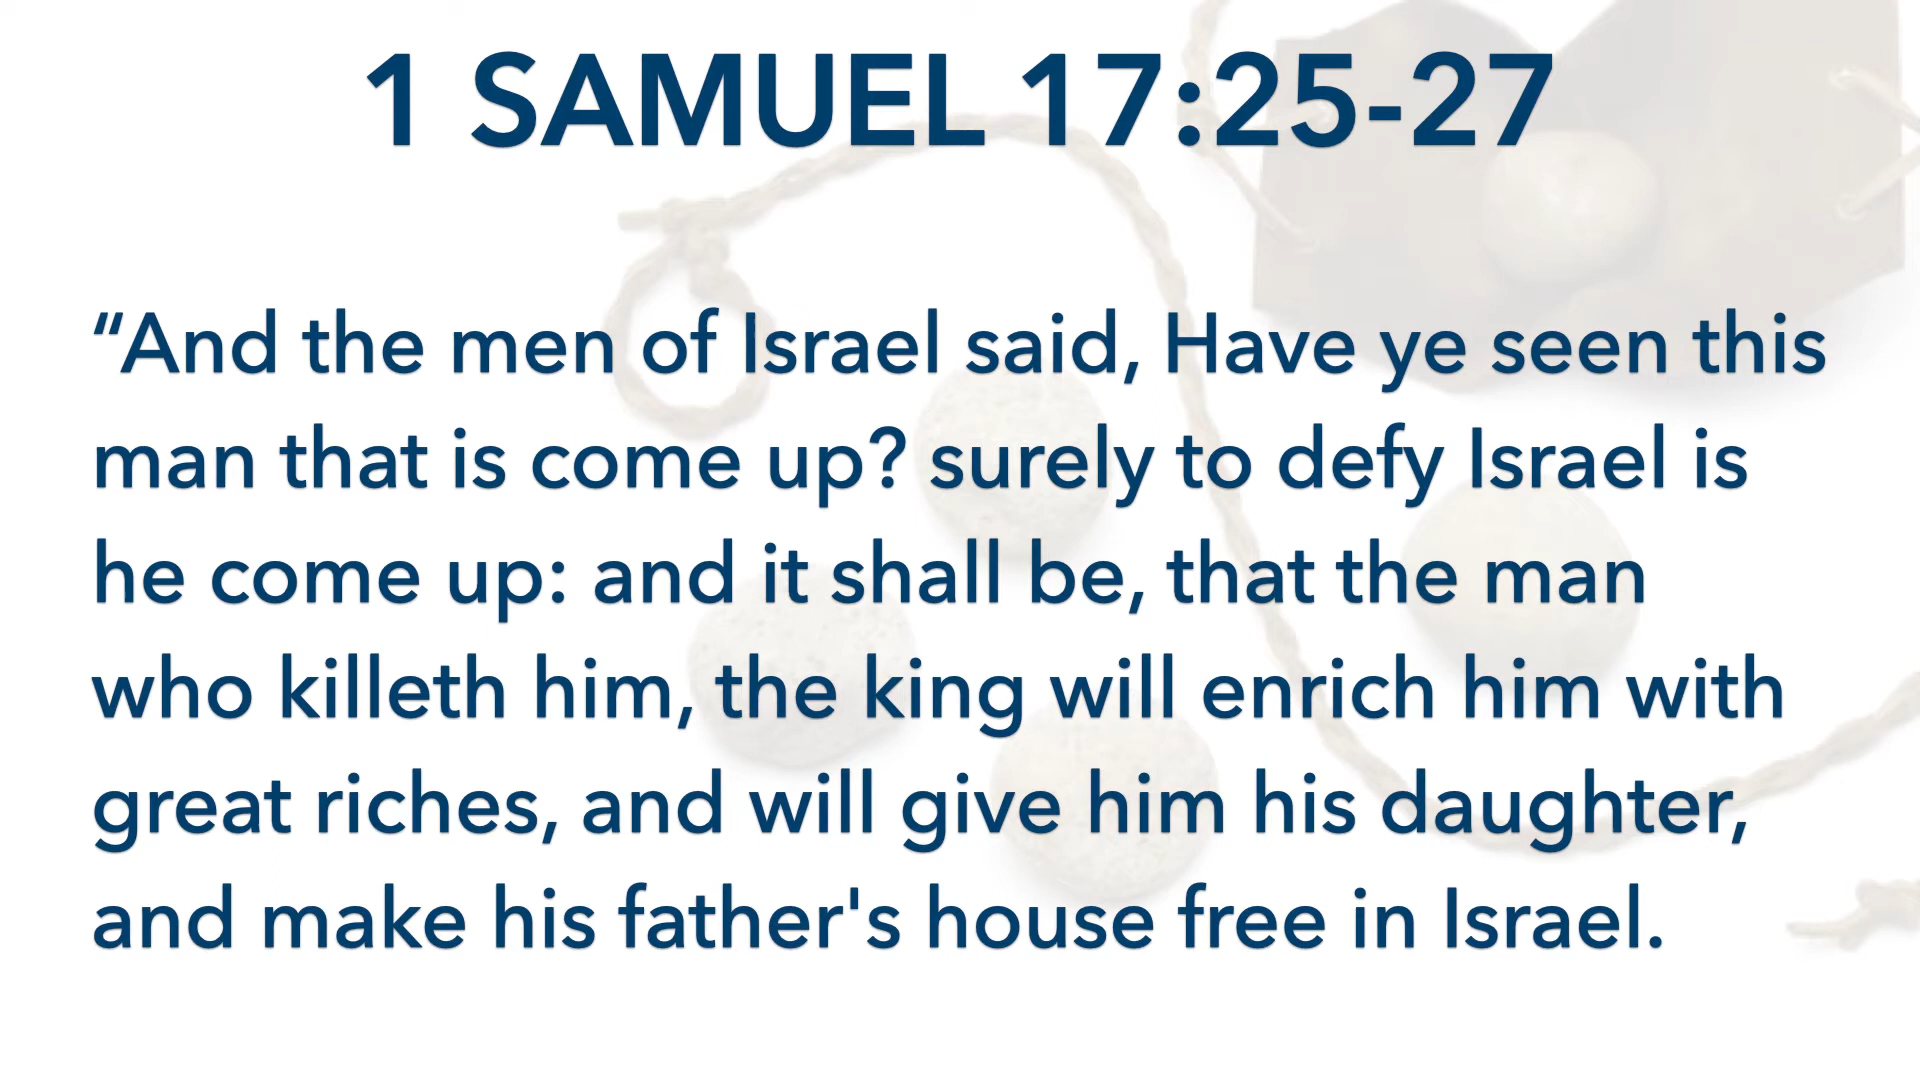 1 SAMUEL 17:25-27
“And the men of Israel said, Have ye seen this
man that is come up? surely to defy Israel is
he come up: and it shall be, that the man
who killeth him, the king will enrich him with
great riches, and will give him his daughter,
and make his father's house free in Israel.